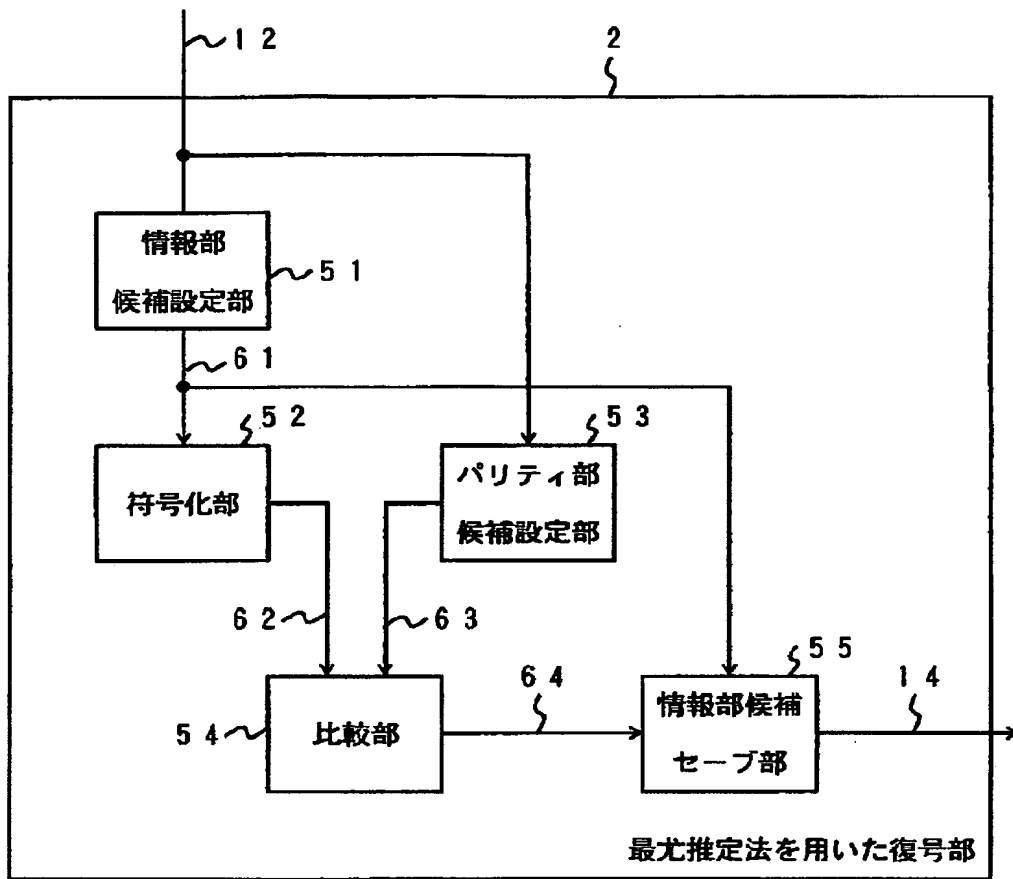 12
2
情報部
候補設定部
51
61
52
53
符号化部
パリティ部
候補設定部
62
63
55
54
比較部
64
情報部候補
セーブ部
14
最尤推定法を用いた復号部